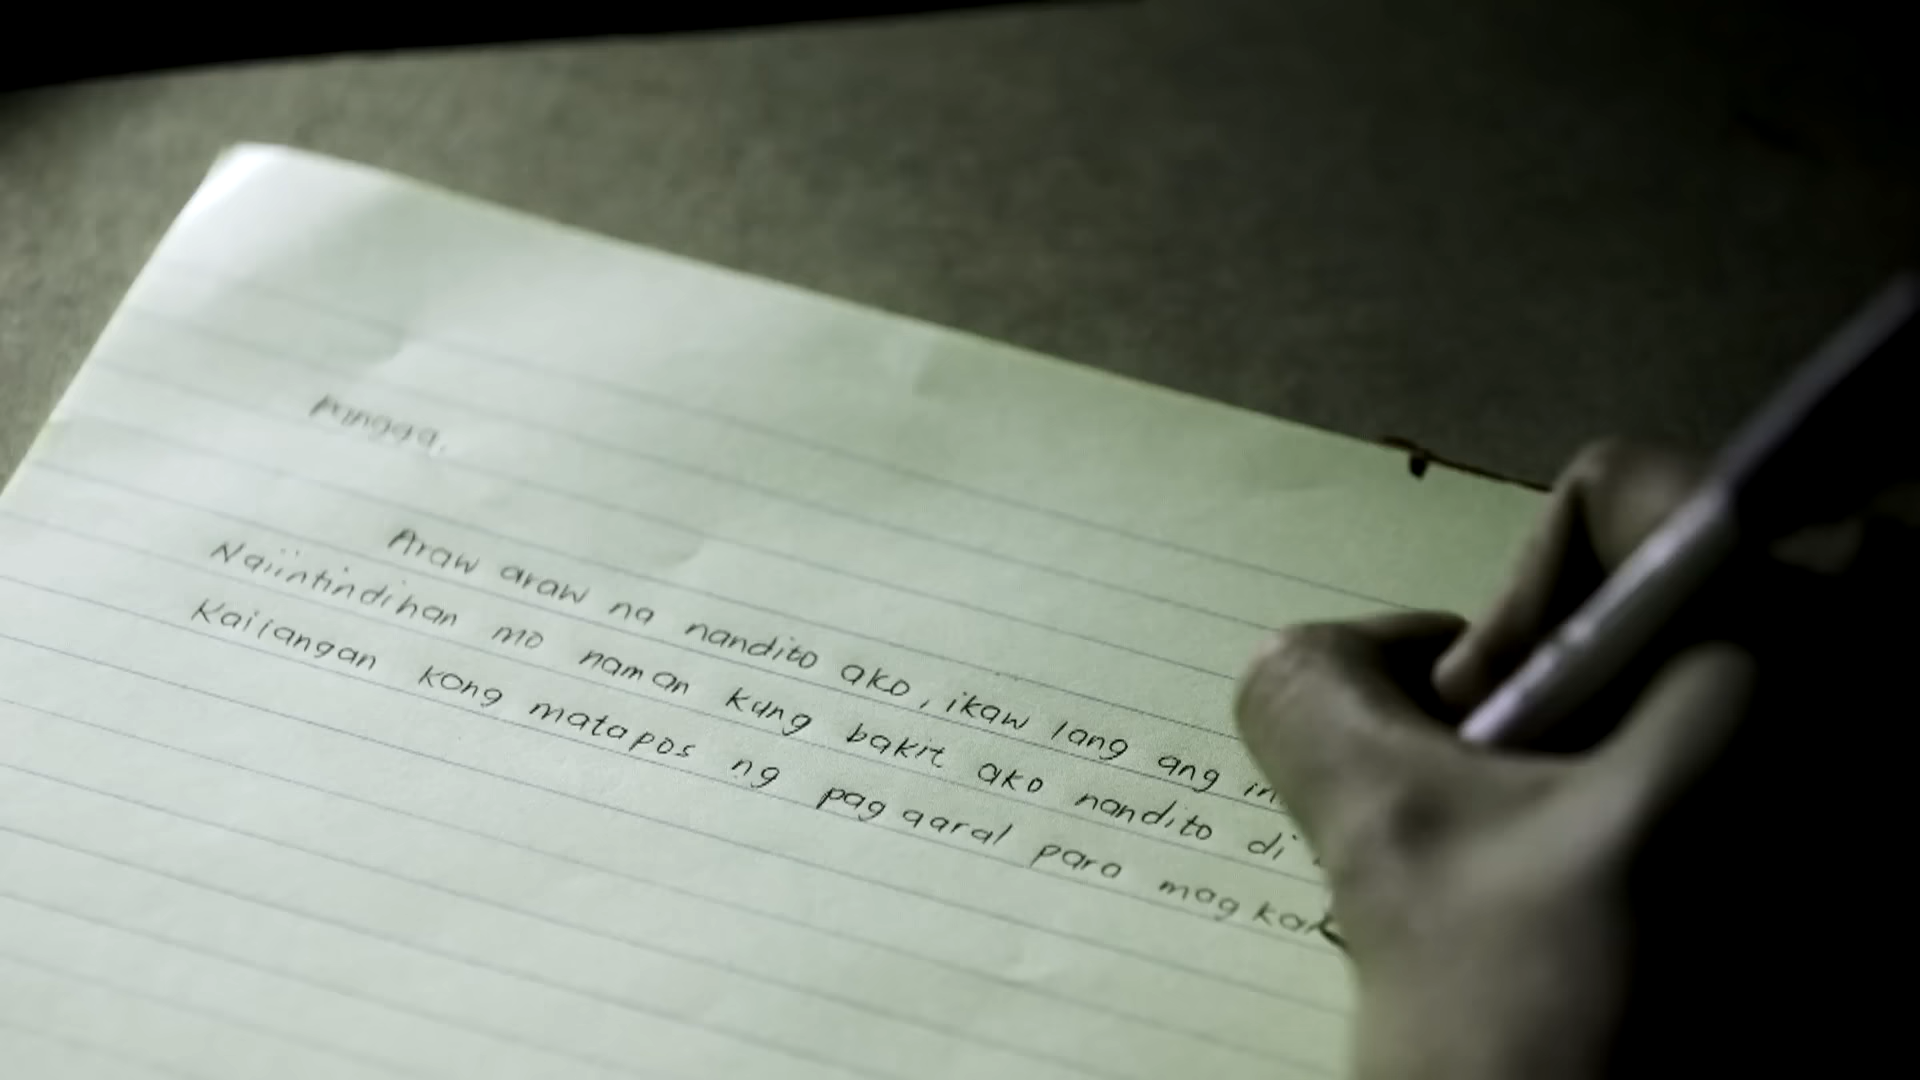 Pangga,
Araw araw na nandito ako, ikaw lang ang
Naiintindihan mo naman kung bakit ako nandito di
Kailangan kong matapos ng pag aaral para mag